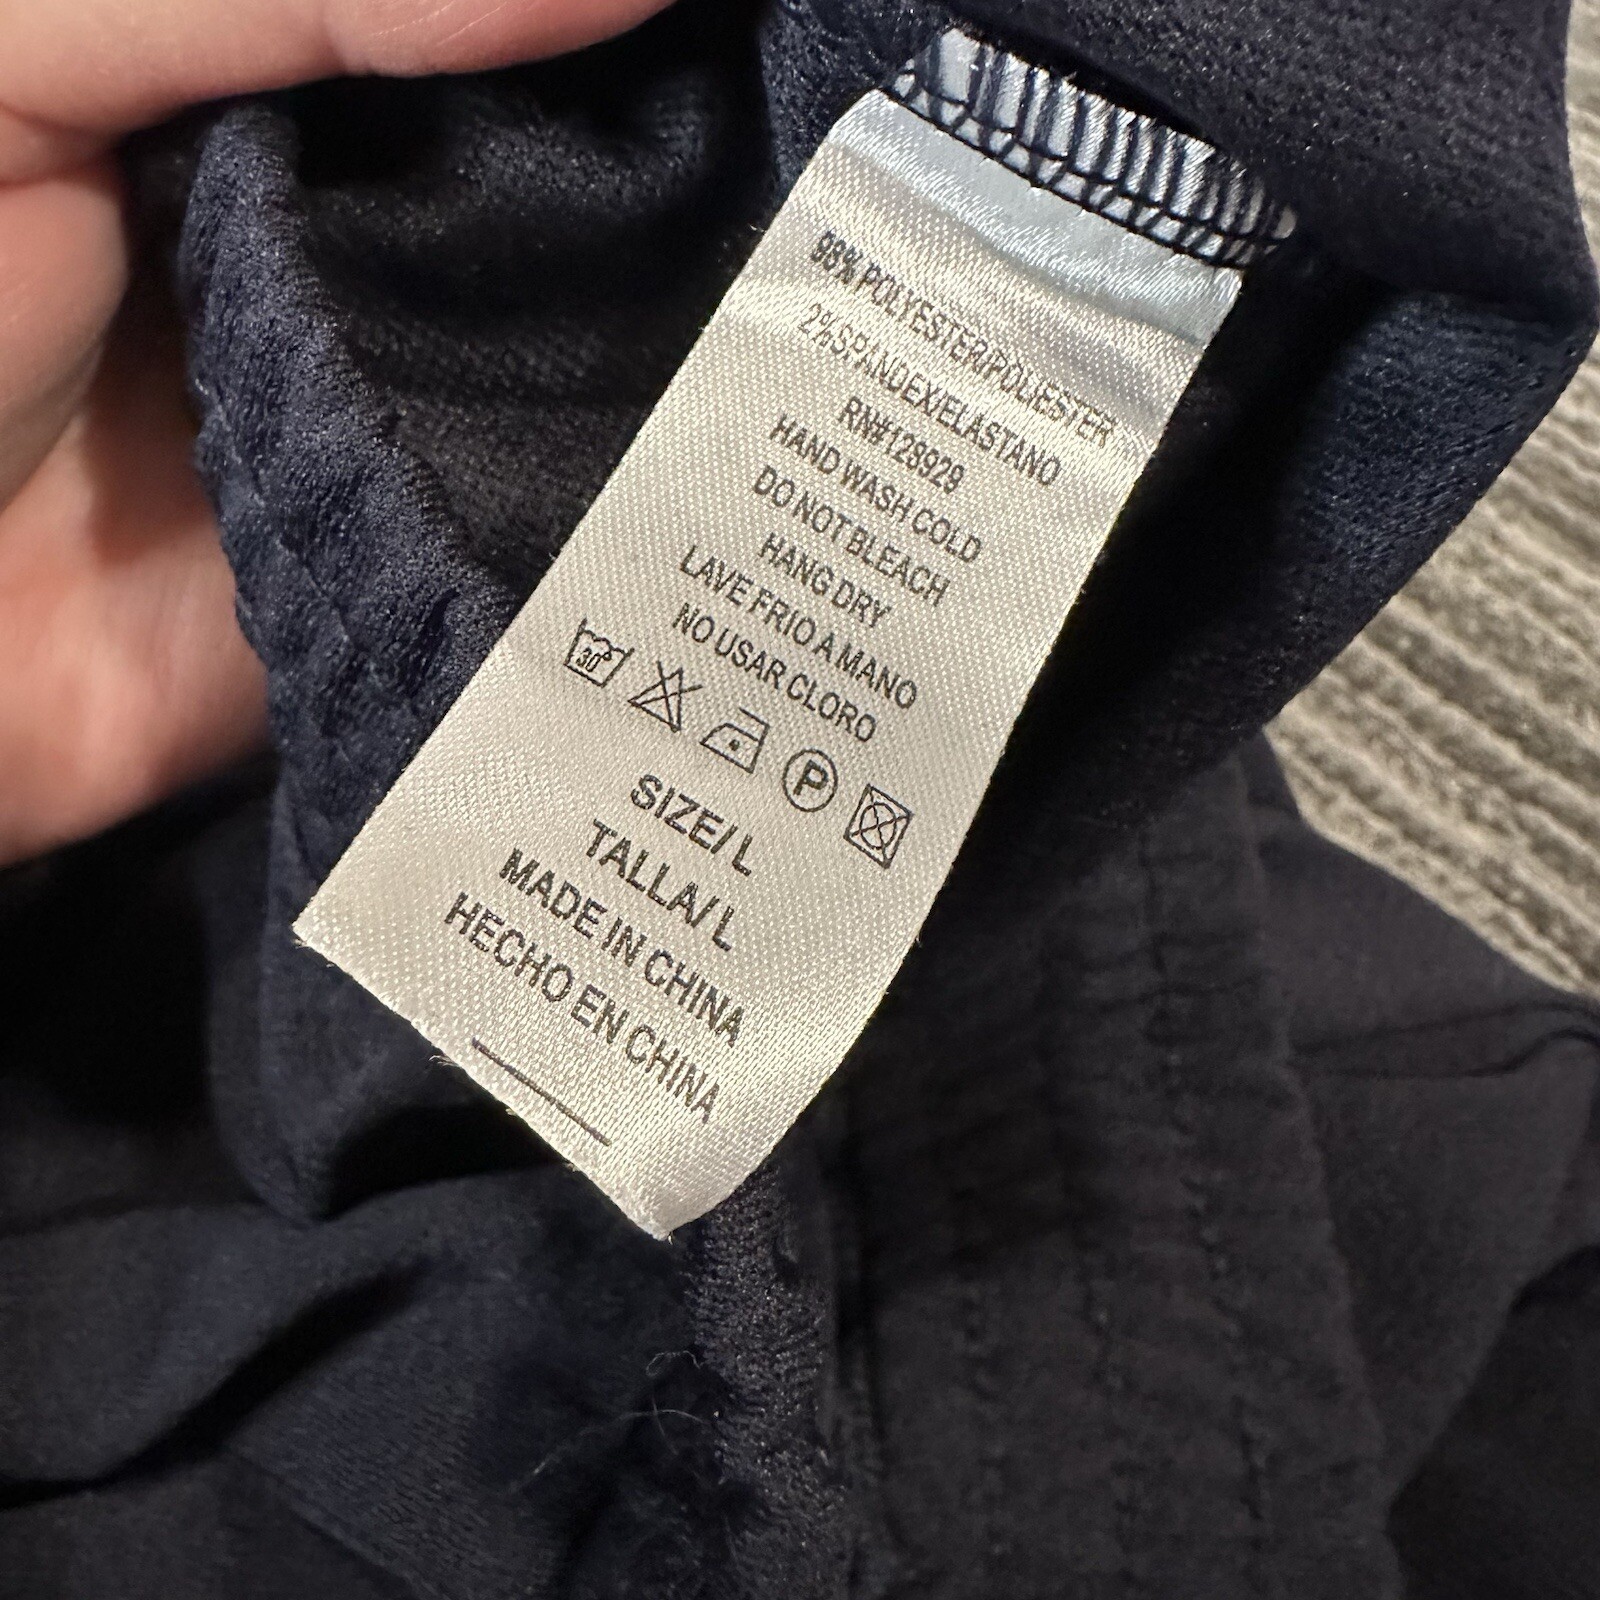 98% POLYESTER/POLIESTER
2%SPANDEX/ELASTANO
RN#128929
HAND WASH COLD
DO NOT BLEACH
HANG DRY
LAVE FRIO A MANO
NO USAR CLORO
30° P
SIZE/L
TALLA/L
MADE IN CHINA
HECHO EN CHINA